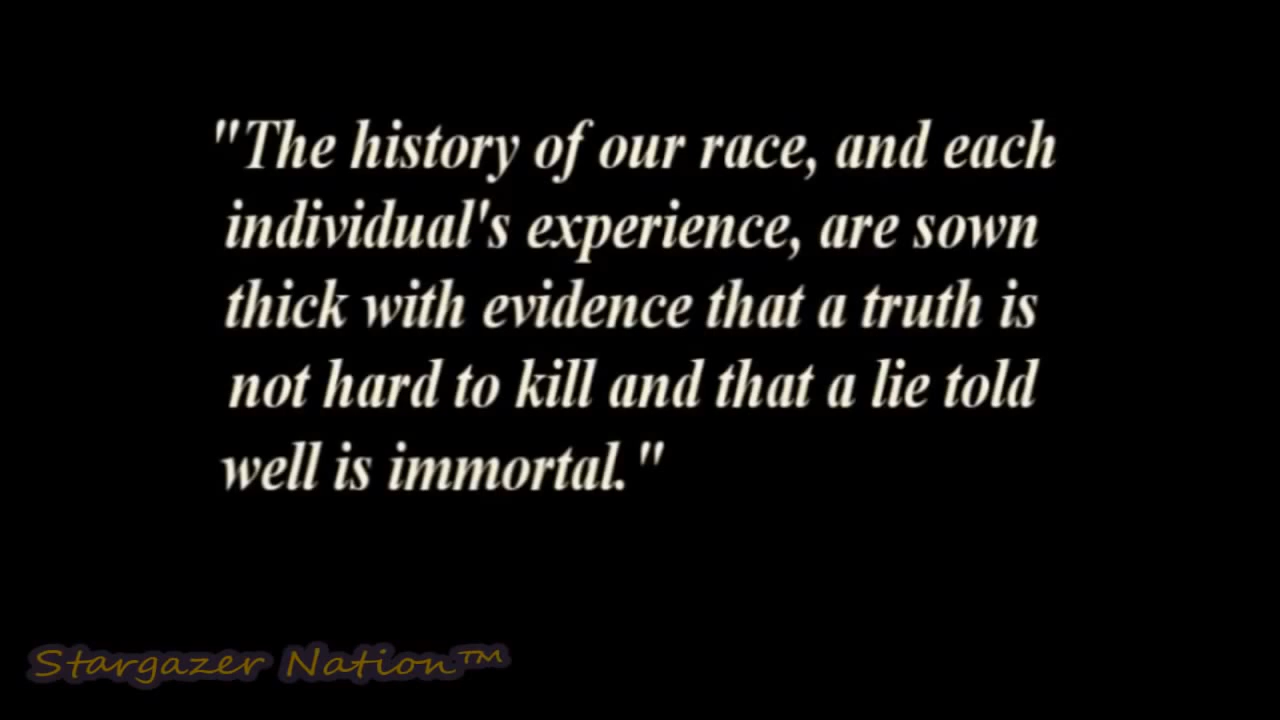 "The history of our race, and each
individual's experience, are sown
thick with evidence that a truth is
not hard to kill and that a lie told
well is immortal."
Stargazer Nation™